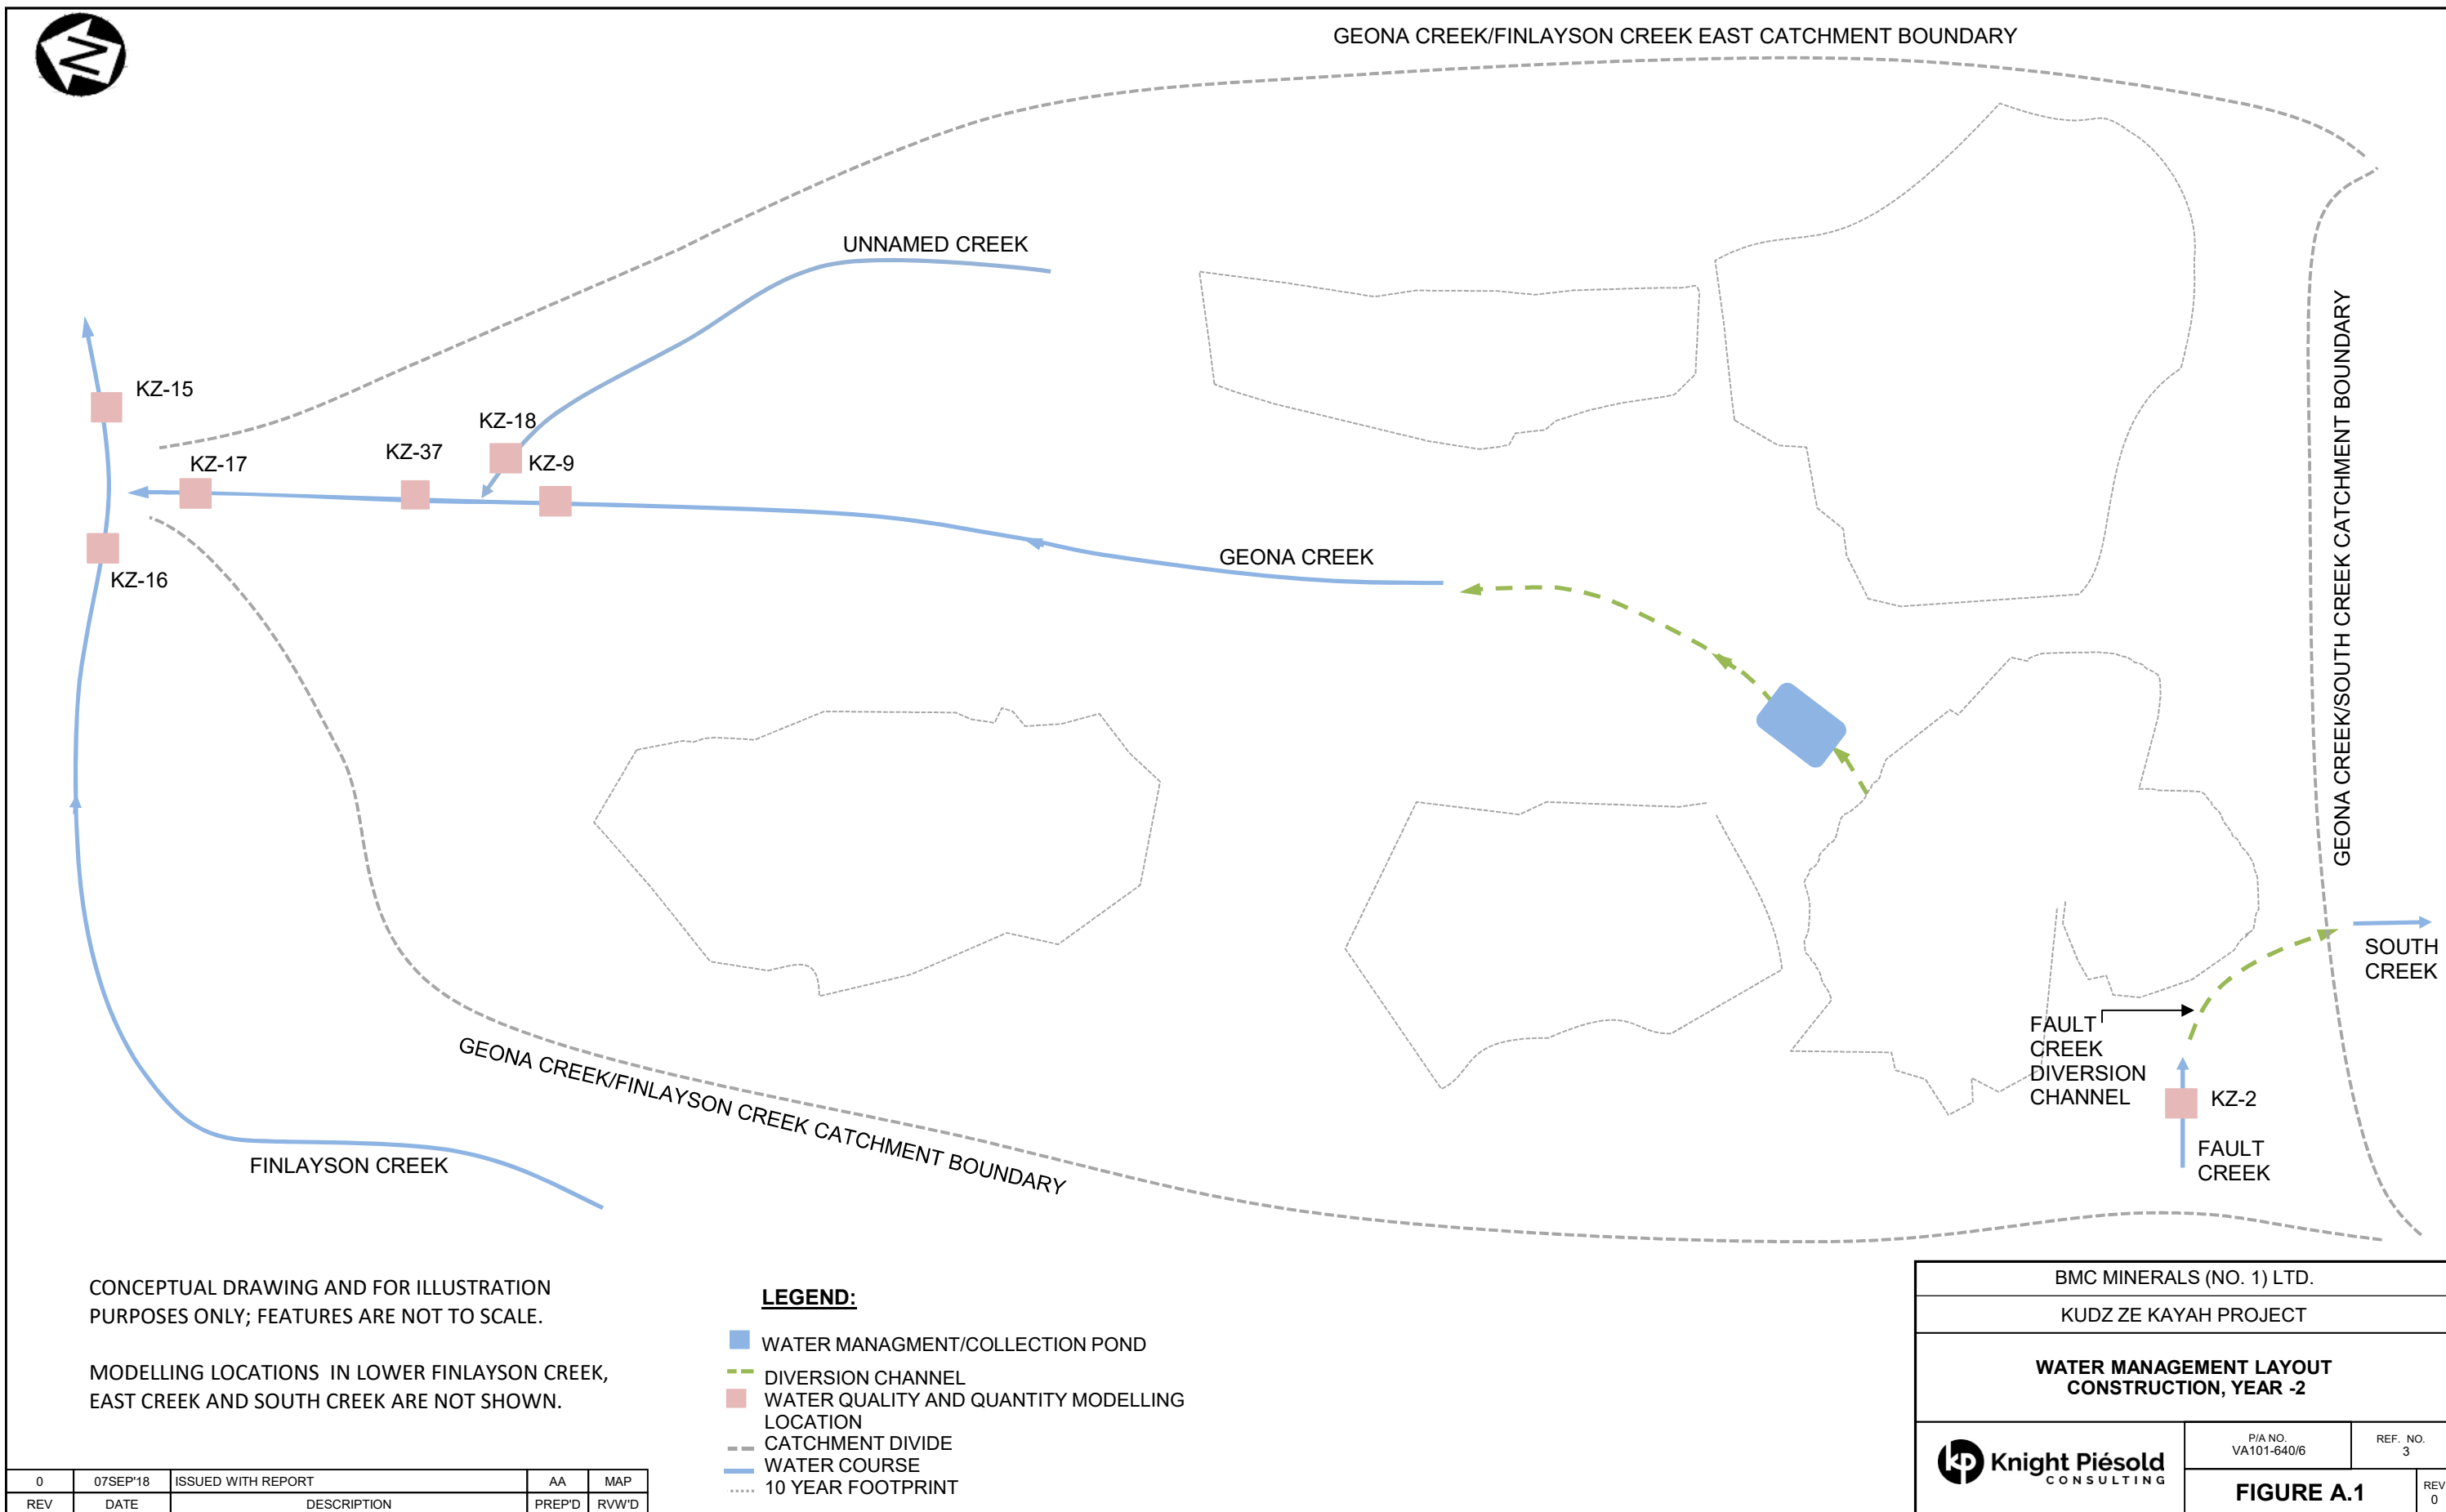 N
GEONA CREEK/FINLAYSON CREEK EAST CATCHMENT BOUNDARY
UNNAMED CREEK
KZ-15
KZ-18
KZ-37
KZ-9
KZ-17
KZ-16
GEONA CREEK
GEONA CREEK/SOUTH CREEK CATCHMENT BOUNDARY
SOUTH
CREEK
FAULT
CREEK
DIVERSION
CHANNEL
KZ-2
FAULT
CREEK
GEONA CREEK/FINLAYSON CREEK CATCHMENT BOUNDARY
FINLAYSON CREEK
CONCEPTUAL DRAWING AND FOR ILLUSTRATION
PURPOSES ONLY; FEATURES ARE NOT TO SCALE.
MODELLING LOCATIONS IN LOWER FINLAYSON CREEK,
EAST CREEK AND SOUTH CREEK ARE NOT SHOWN.
LEGEND:
WATER MANAGMENT/COLLECTION POND
DIVERSION CHANNEL
WATER QUALITY AND QUANTITY MODELLING
LOCATION
CATCHMENT DIVIDE
WATER COURSE
10 YEAR FOOTPRINT
0 07SEP'18 ISSUED WITH REPORT AA MAP
REV DATE DESCRIPTION PREP'D RVW'D
BMC MINERALS (NO. 1) LTD.
KUDZ ZE KAYAH PROJECT
WATER MANAGEMENT LAYOUT
CONSTRUCTION, YEAR -2
kp Knight Piésold
CONSULTING
P/A NO.
VA101-640/6
REF. NO.
3
FIGURE A.1
REV
0